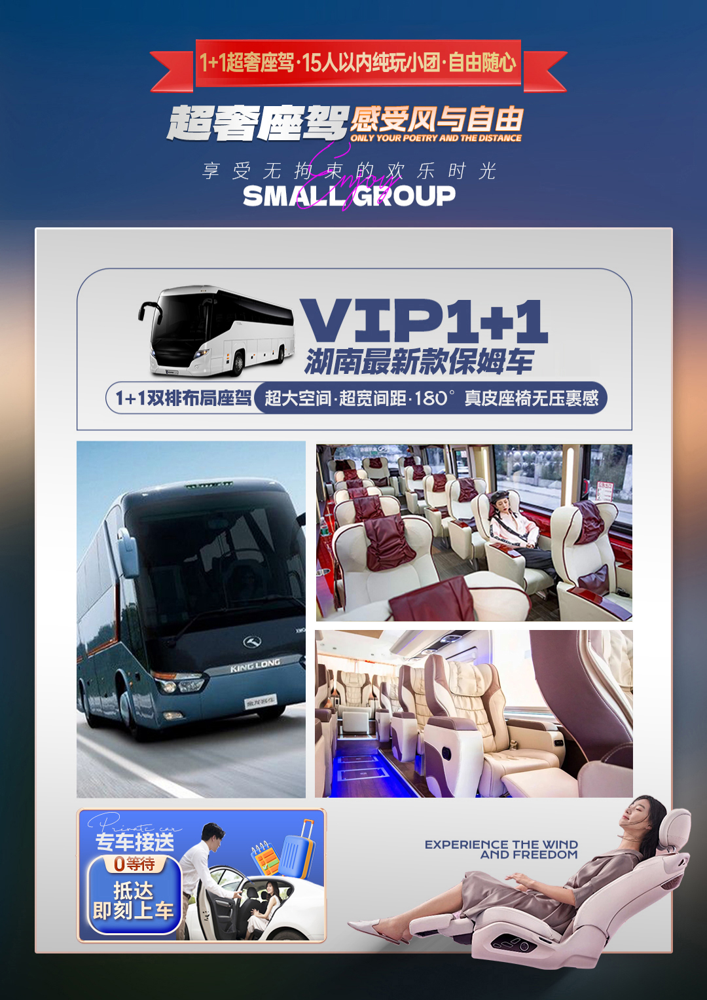 1+1超奢座驾·15人以内纯玩小团·自由随心
超奢座驾 感受风与自由
ONLY YOUR POETRY AND THE DISTANCE
享受无拘束的欢乐时光
Enjoy
SMALL GROUP
VIP1+1
湖南最新款保姆车
1+1双排布局座驾 超大空间·超宽间距·180°真皮座椅无压裹感
KING LONG
金龙客车
Private car
专车接送
0等待
抵达
即刻上车
EXPERIENCE THE WIND
AND FREEDOM